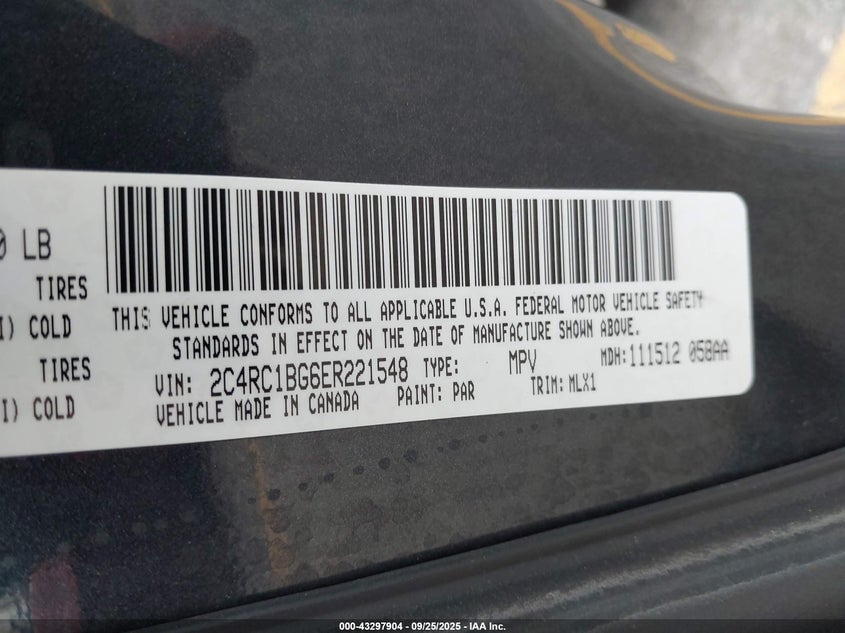 0 LB
TIRES
I) COLD
TIRES
I) COLD
THIS VEHICLE CONFORMS TO ALL APPLICABLE U.S.A. FEDERAL MOTOR VEHICLE SAFETY
STANDARDS IN EFFECT ON THE DATE OF MANUFACTURE SHOWN ABOVE.
VIN: 2C4RC1BG6ER221548 TYPE: MPV MDH: 111512 058AA
VEHICLE MADE IN CANADA PAINT: PAR TRIM: MLX1
000-43297904 | 09/25/2025 | IAA Inc.